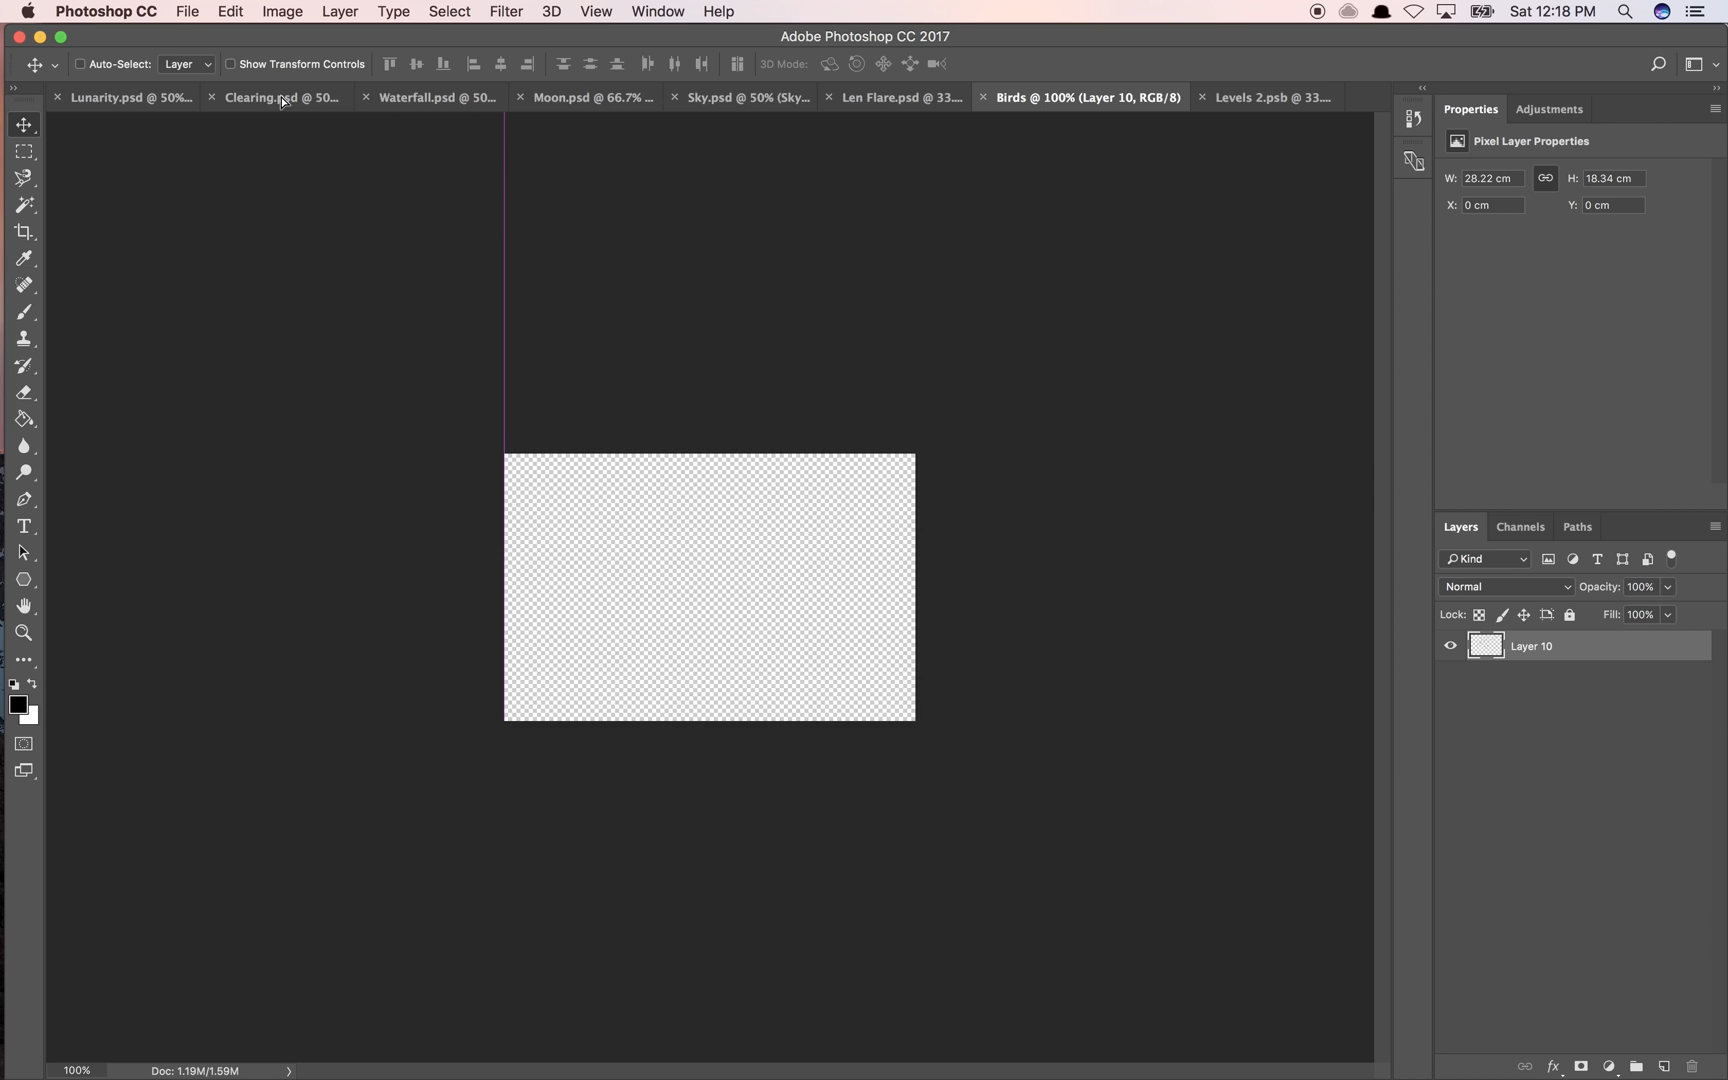 Photoshop CC File Edit Image Layer Type Select Filter 3D View Window Help Sat 12:18 PM
Adobe Photoshop CC 2017
Auto-Select: Layer Show Transform Controls 3D Mode:
Lunarity.psd @ 50%... Clearing.psd @ 50... Waterfall.psd @ 50... Moon.psd @ 66.7% ... Sky.psd @ 50% (Sky... Len Flare.psd @ 33.... Birds @ 100% (Layer 10, RGB/8) Levels 2.psb @ 33....
Properties Adjustments
Pixel Layer Properties
W: 28.22 cm H: 18.34 cm
X: 0 cm Y: 0 cm
Layers Channels Paths
Kind
Normal Opacity: 100%
Lock: Fill: 100%
Layer 10
100% Doc: 1.19M/1.59M